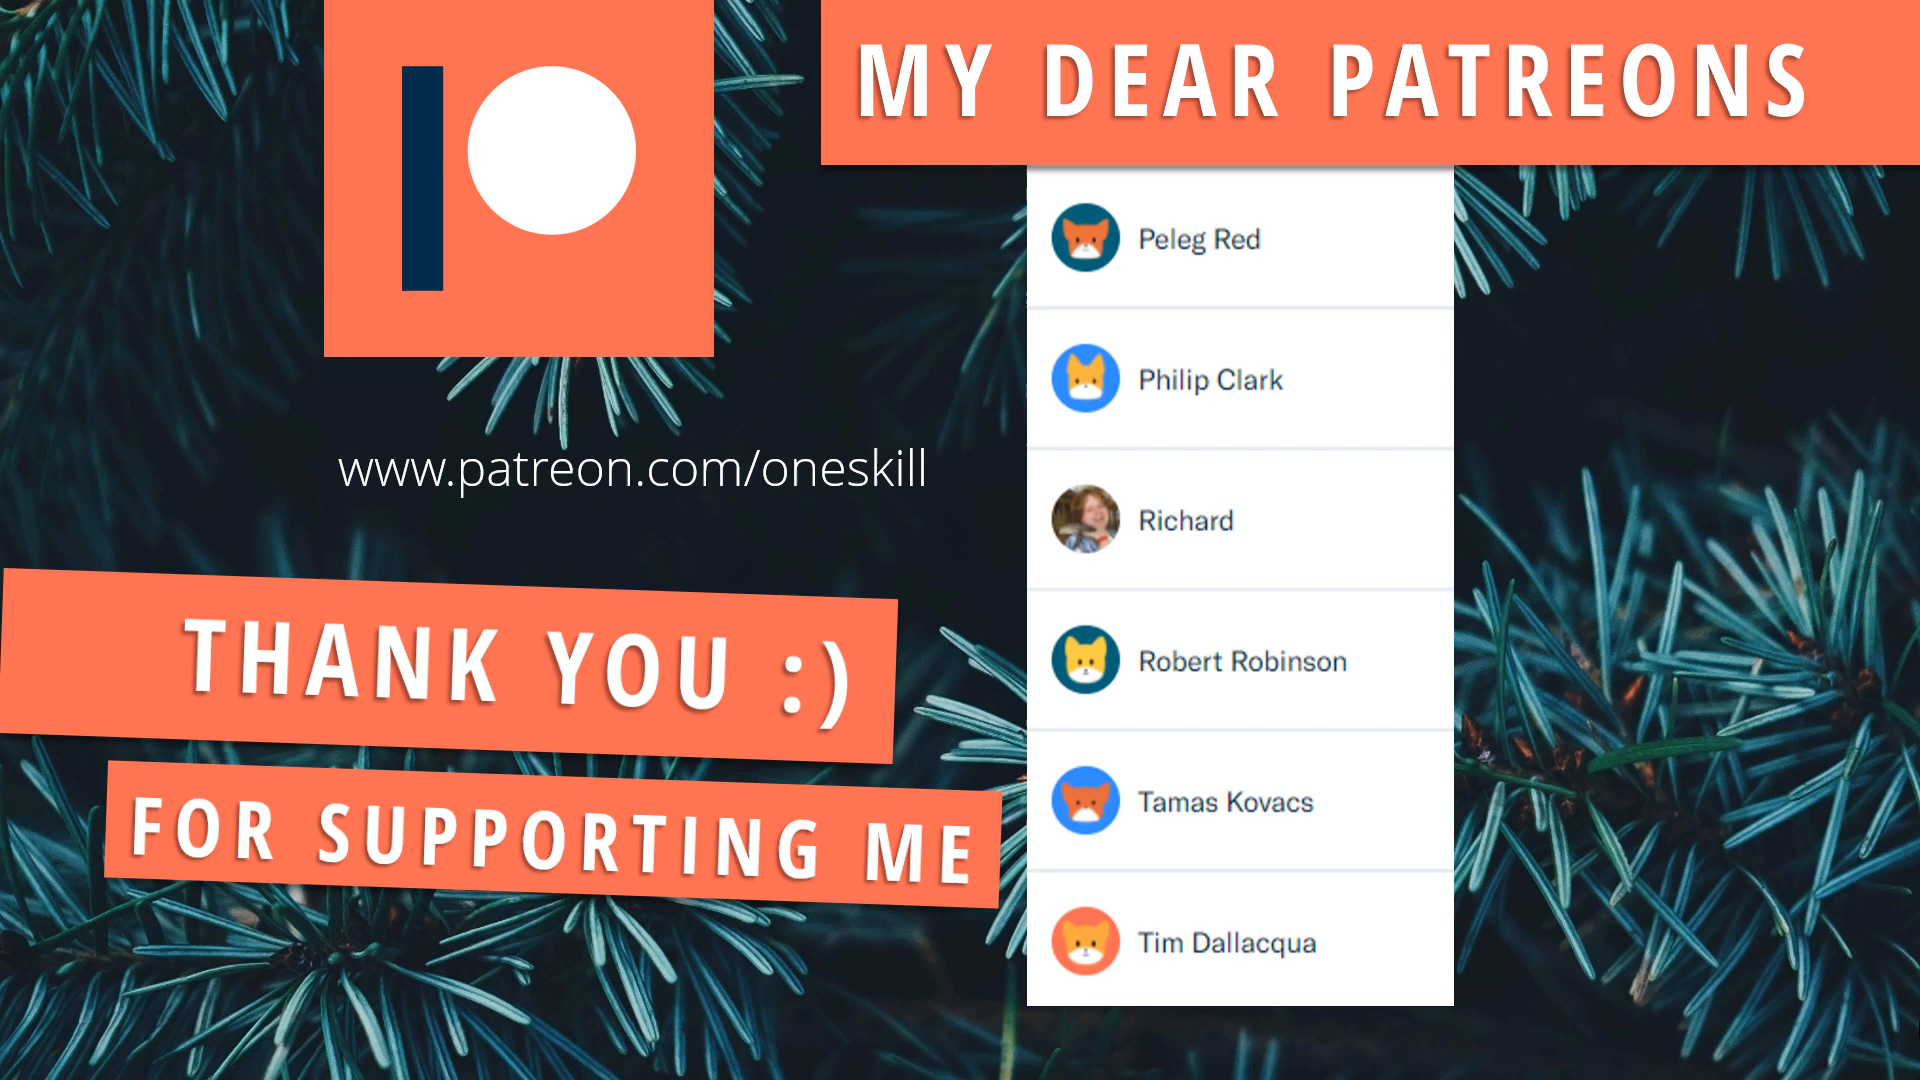 MY DEAR PATREONS
Peleg Red
Philip Clark
Richard
Robert Robinson
Tamas Kovacs
Tim Dallacqua
www.patreon.com/oneskill
THANK YOU :)
FOR SUPPORTING ME